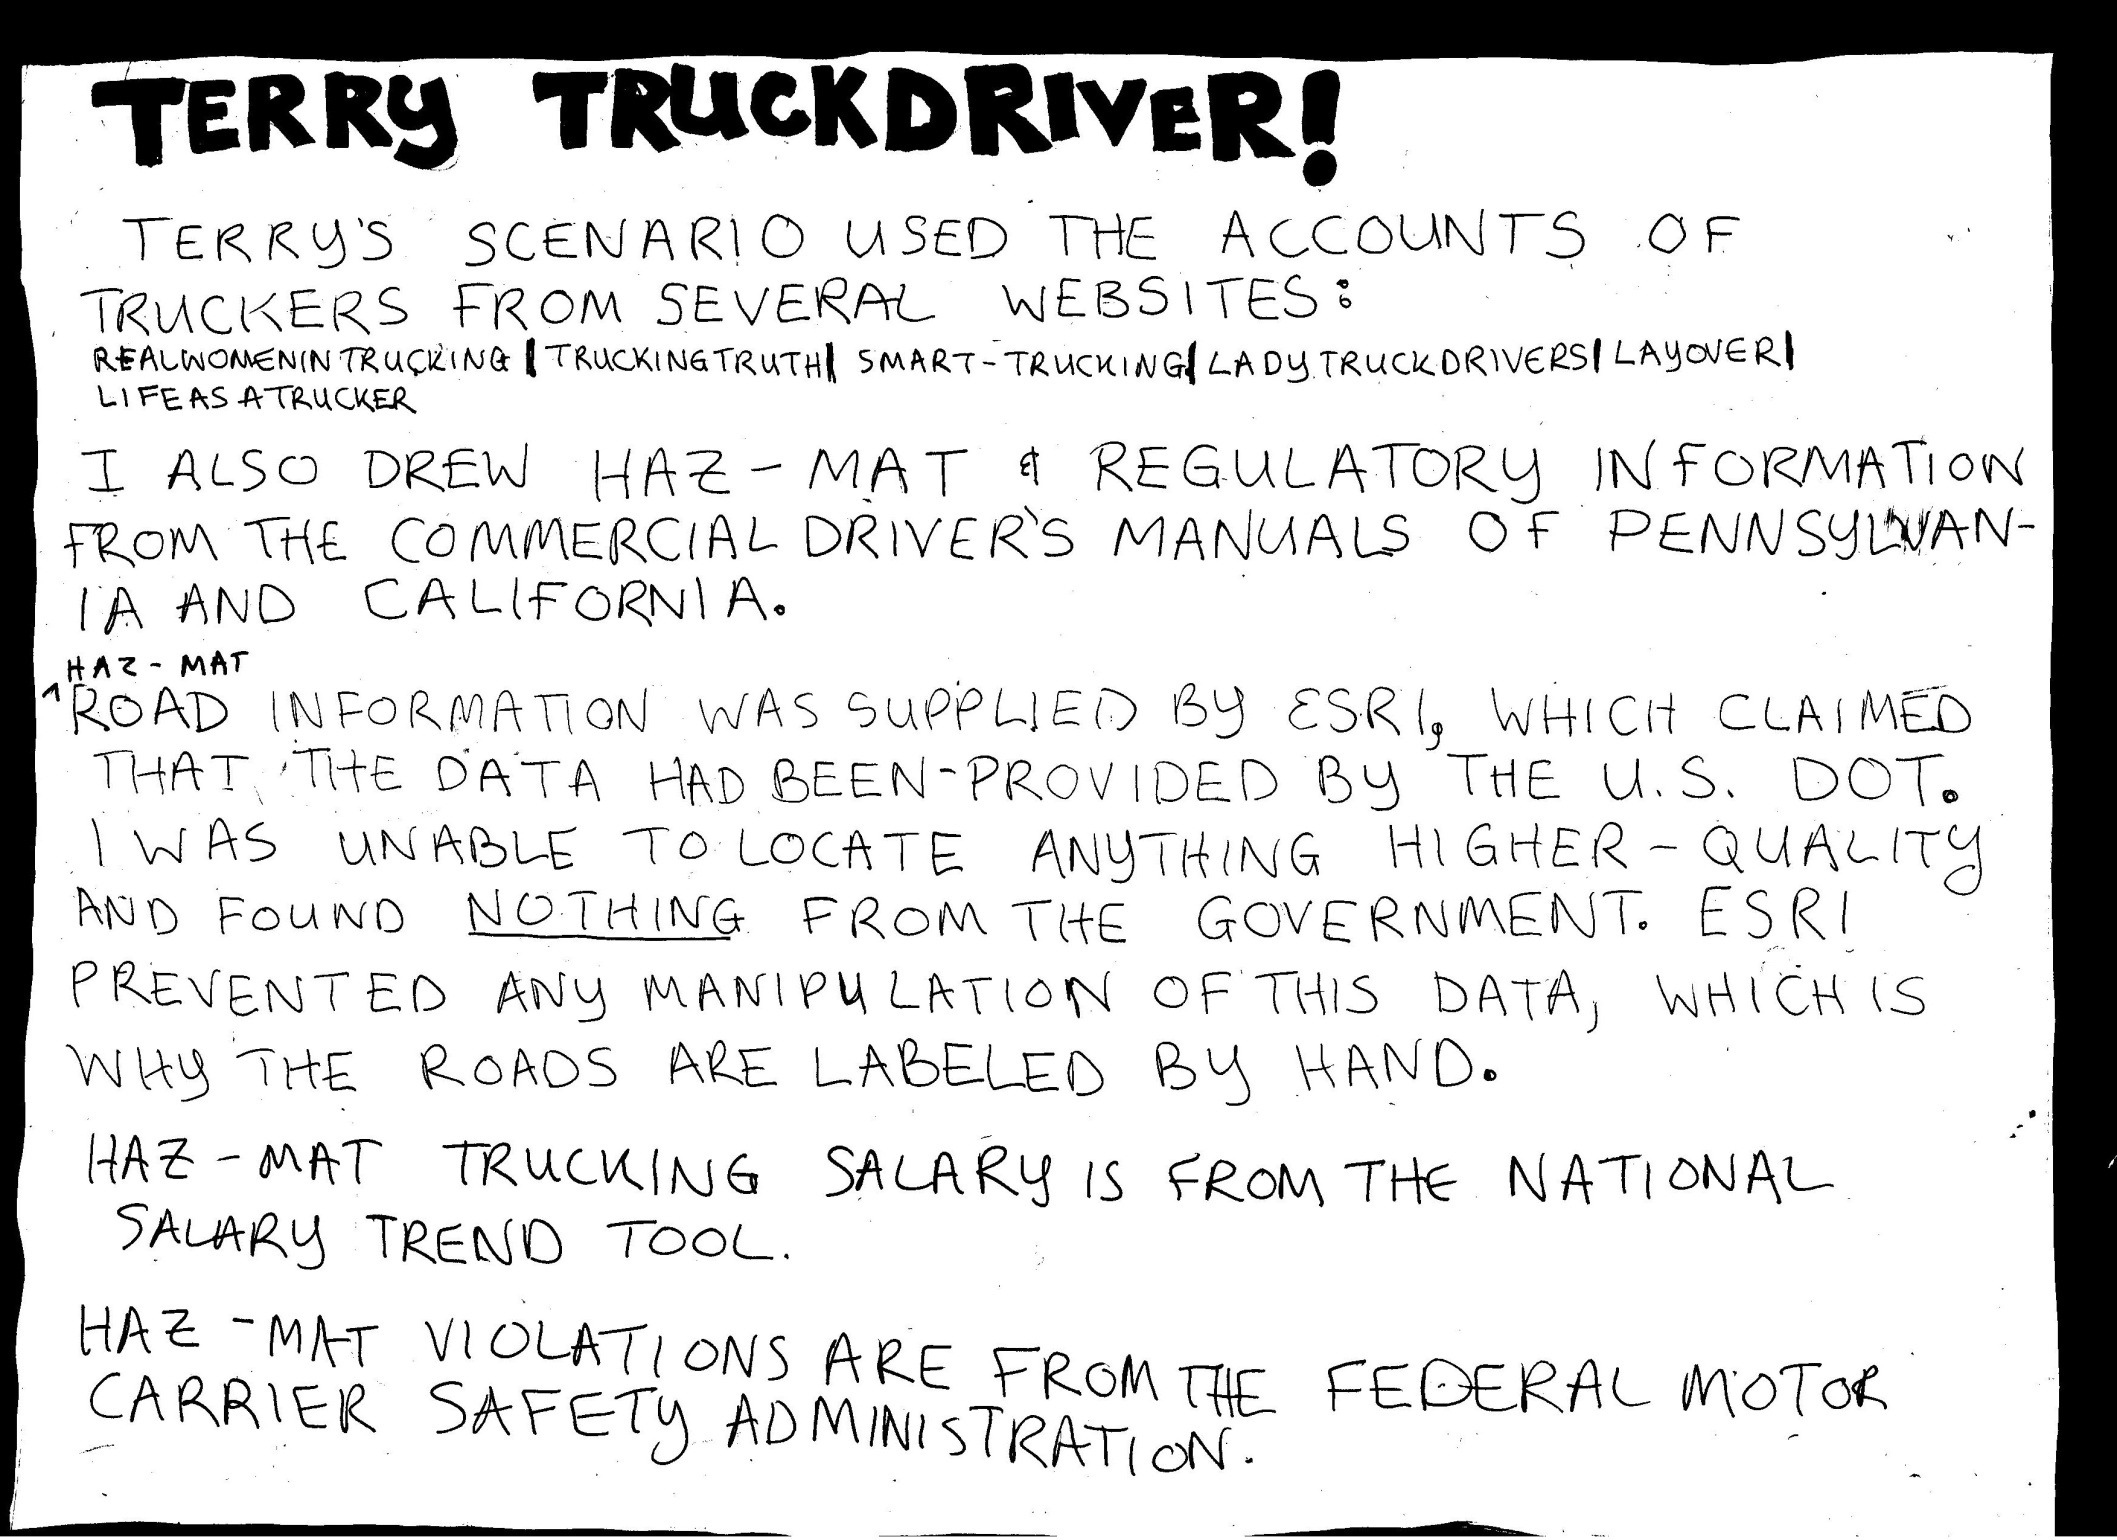 TERRY TRUCKDRIVER!
TERRY'S SCENARIO USED THE ACCOUNTS OF
TRUCKERS FROM SEVERAL WEBSITES:
REALWOMENINTRUCKING | TRUCKINGTRUTH | SMART-TRUCKING | LADYTRUCKDRIVERS | LAYOVER |
LIFEASATRUCKER
I ALSO DREW HAZ-MAT & REGULATORY INFORMATION
FROM THE COMMERCIAL DRIVER'S MANUALS OF PENNSYLVAN-
IA AND CALIFORNIA.
HAZ-MAT
^ROAD INFORMATION WAS SUPPLIED BY ESRI, WHICH CLAIMED
THAT THE DATA HAD BEEN-PROVIDED BY THE U.S. DOT.
I WAS UNABLE TO LOCATE ANYTHING HIGHER-QUALITY
AND FOUND NOTHING FROM THE GOVERNMENT. ESRI
PREVENTED ANY MANIPULATION OF THIS DATA, WHICH IS
WHY THE ROADS ARE LABELED BY HAND.
HAZ-MAT TRUCKING SALARY IS FROM THE NATIONAL
SALARY TREND TOOL.
HAZ-MAT VIOLATIONS ARE FROM THE FEDERAL MOTOR
CARRIER SAFETY ADMINISTRATION.